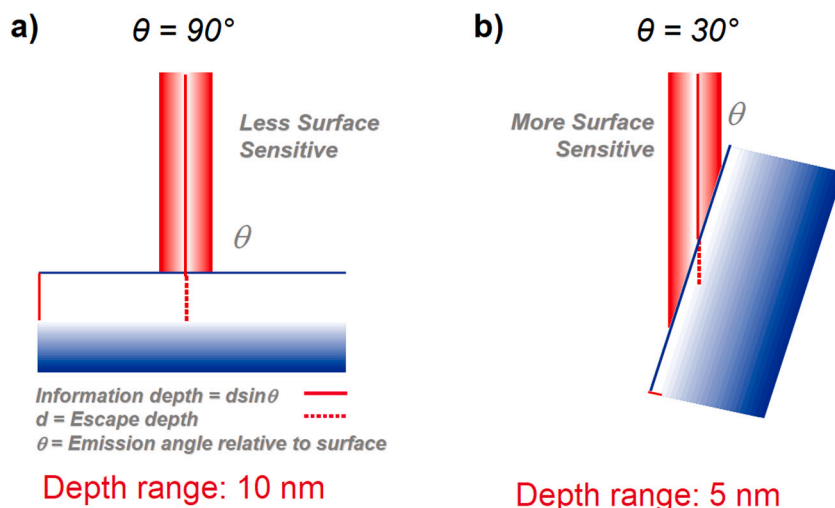 a)
θ = 90°
Less Surface
Sensitive
θ
Information depth = dsinθ
d = Escape depth
θ = Emission angle relative to surface
Depth range: 10 nm
b)
θ = 30°
More Surface
Sensitive
θ
Depth range: 5 nm